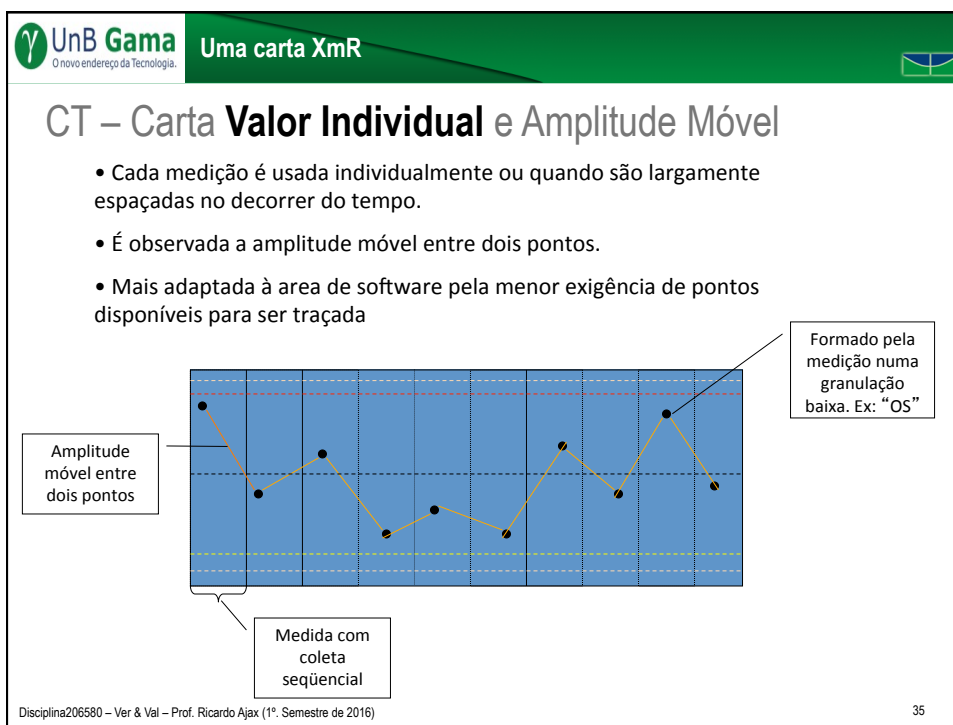 γ UnB Gama
O novo endereço da Tecnologia.
Uma carta XmR
CT – Carta Valor Individual e Amplitude Móvel
• Cada medição é usada individualmente ou quando são largamente
espaçadas no decorrer do tempo.
• É observada a amplitude móvel entre dois pontos.
• Mais adaptada à area de software pela menor exigência de pontos
disponíveis para ser traçada
Formado pela
medição numa
granulação
baixa. Ex: “OS”
Amplitude
móvel entre
dois pontos
Medida com
coleta
seqüencial
Disciplina206580 – Ver & Val – Prof. Ricardo Ajax (1º. Semestre de 2016)
35